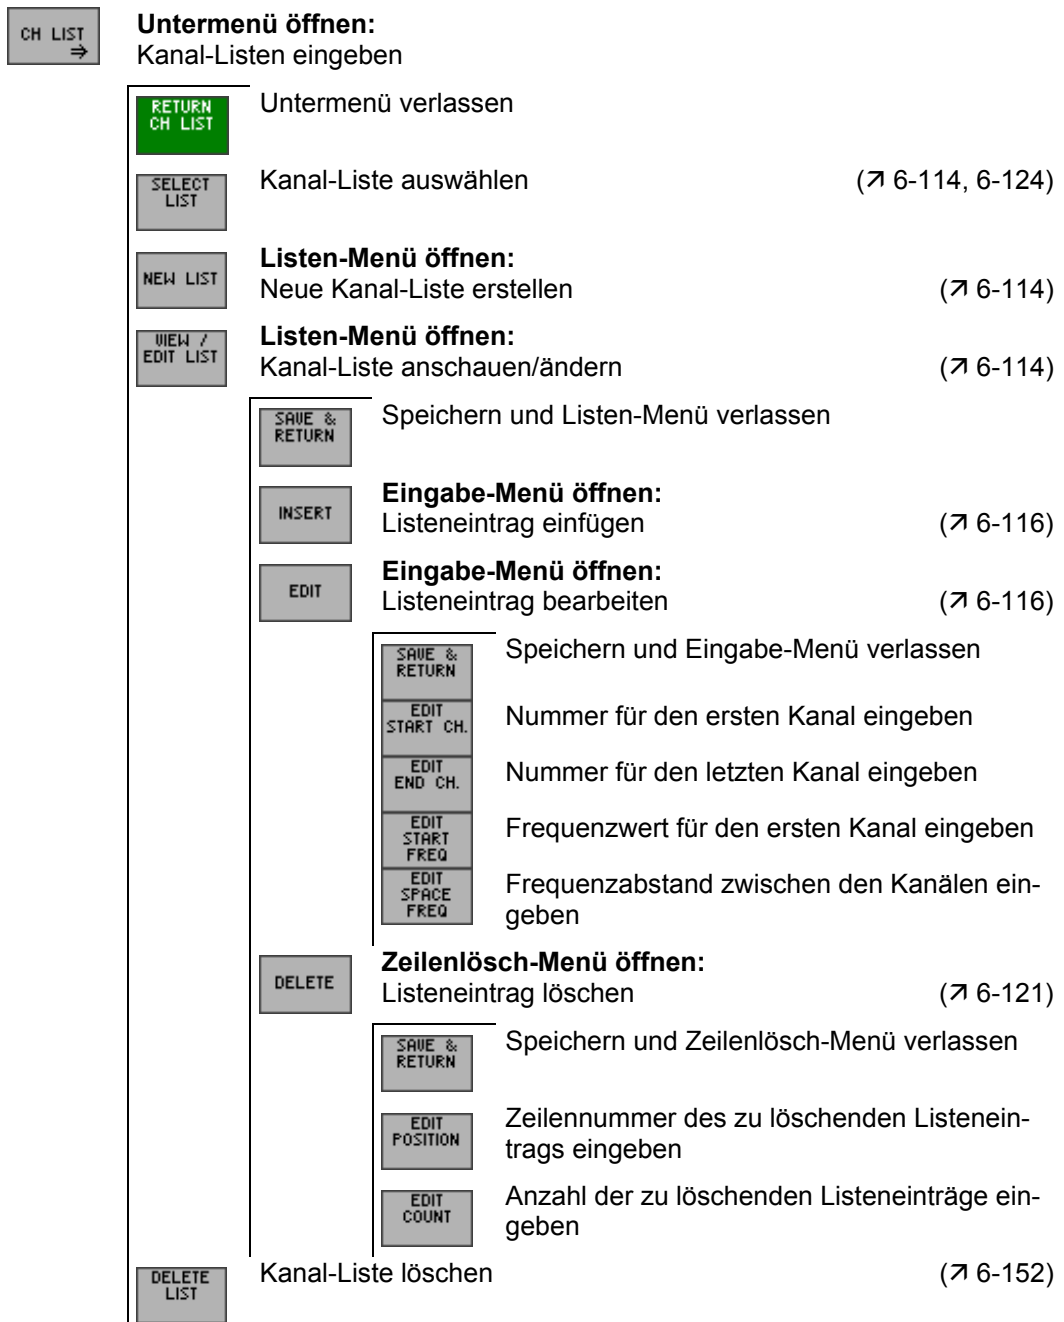 CH LIST
⇒
Untermenü öffnen:
Kanal-Listen eingeben
RETURN
CH LIST
Untermenü verlassen
SELECT
LIST
Kanal-Liste auswählen (↗ 6-114, 6-124)
NEW LIST
Listen-Menü öffnen:
Neue Kanal-Liste erstellen (↗ 6-114)
VIEW /
EDIT LIST
Listen-Menü öffnen:
Kanal-Liste anschauen/ändern (↗ 6-114)
SAVE &
RETURN
Speichern und Listen-Menü verlassen
INSERT
Eingabe-Menü öffnen:
Listeneintrag einfügen (↗ 6-116)
EDIT
Eingabe-Menü öffnen:
Listeneintrag bearbeiten (↗ 6-116)
SAVE &
RETURN
Speichern und Eingabe-Menü verlassen
EDIT
START CH.
Nummer für den ersten Kanal eingeben
EDIT
END CH.
Nummer für den letzten Kanal eingeben
EDIT
START
FREQ
Frequenzwert für den ersten Kanal eingeben
EDIT
SPACE
FREQ
Frequenzabstand zwischen den Kanälen ein-
geben
DELETE
Zeilenlösch-Menü öffnen:
Listeneintrag löschen (↗ 6-121)
SAVE &
RETURN
Speichern und Zeilenlösch-Menü verlassen
EDIT
POSITION
Zeilennummer des zu löschenden Listenein-
trags eingeben
EDIT
COUNT
Anzahl der zu löschenden Listeneinträge ein-
geben
DELETE
LIST
Kanal-Liste löschen (↗ 6-152)